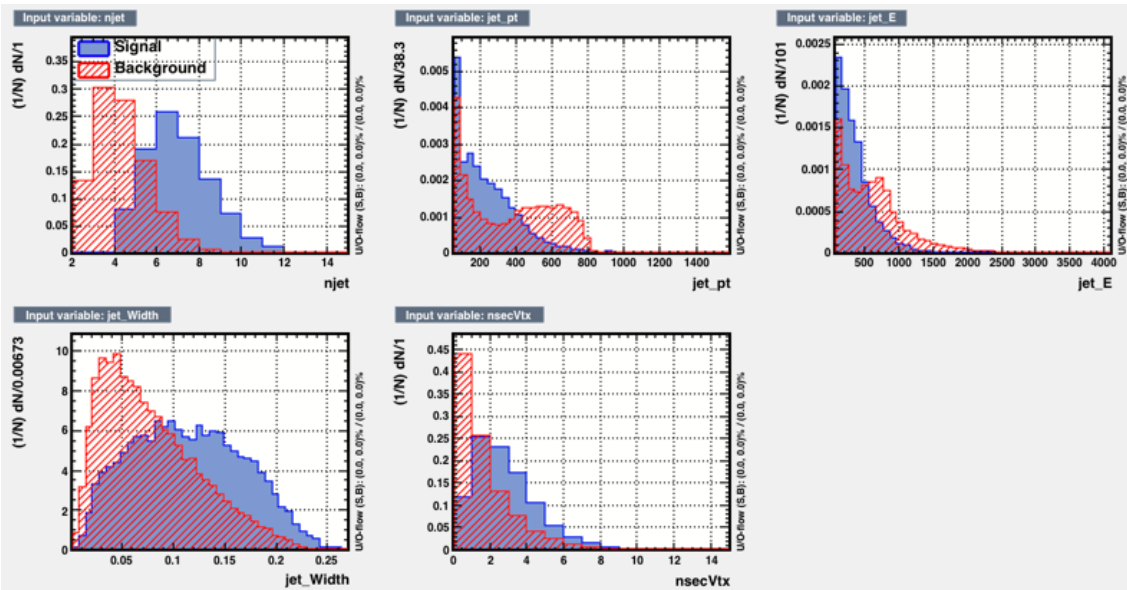 Input variable: njet
(1/N) dN/1
0.35
0.3
0.25
0.2
0.15
0.1
0.05
0
Signal
Background
2 4 6 8 10 12 14
njet
U/O-flow (S,B): (0.0, 0.0)% / (0.0, 0.0)%
Input variable: jet_pt
(1/N) dN/38.3
0.005
0.004
0.003
0.002
0.001
0
200 400 600 800 1000 1200 1400
jet_pt
U/O-flow (S,B): (0.0, 0.0)% / (0.0, 0.0)%
Input variable: jet_E
(1/N) dN/101
0.0025
0.002
0.0015
0.001
0.0005
0
500 1000 1500 2000 2500 3000 3500 4000
jet_E
U/O-flow (S,B): (0.0, 0.0)% / (0.0, 0.0)%
Input variable: jet_Width
(1/N) dN/0.00673
10
8
6
4
2
0
0.05 0.1 0.15 0.2 0.25
jet_Width
U/O-flow (S,B): (0.0, 0.0)% / (0.0, 0.0)%
Input variable: nsecVtx
(1/N) dN/1
0.45
0.4
0.35
0.3
0.25
0.2
0.15
0.1
0.05
0
0 2 4 6 8 10 12 14
nsecVtx
U/O-flow (S,B): (0.0, 0.0)% / (0.0, 0.0)%